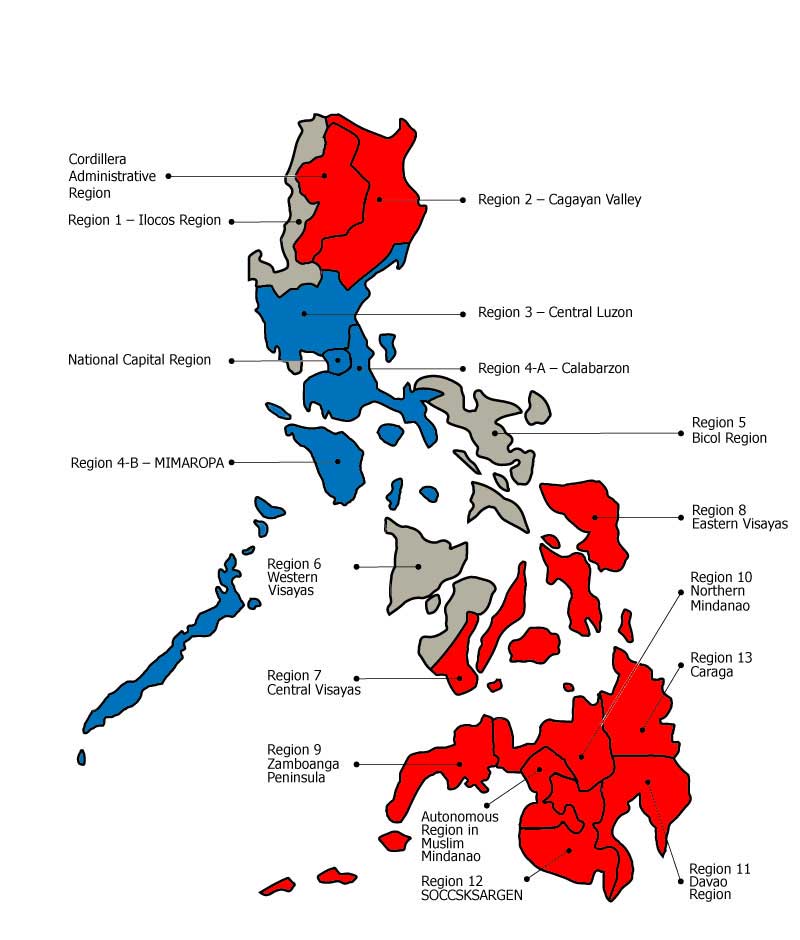 Cordillera
Administrative
Region
Region 1 – Ilocos Region
Region 2 – Cagayan Valley
Region 3 – Central Luzon
National Capital Region
Region 4-A – Calabarzon
Region 5
Bicol Region
Region 4-B – MIMAROPA
Region 8
Eastern Visayas
Region 6
Western
Visayas
Region 10
Northern
Mindanao
Region 13
Caraga
Region 7
Central Visayas
Region 9
Zamboanga
Peninsula
Autonomous
Region in
Muslim
Mindanao
Region 12
SOCCSKSARGEN
Region 11
Davao
Region